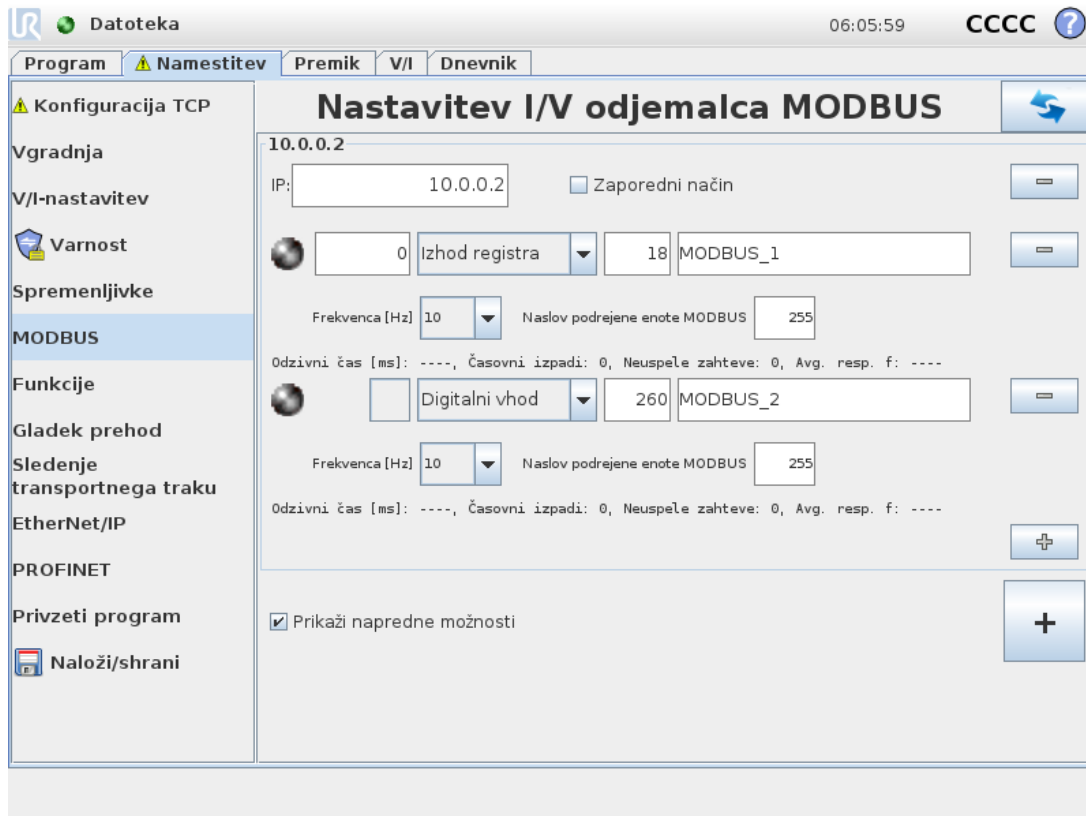 UR Datoteka 06:05:59 CCCC ?
Program Namestitev Premik V/I Dnevnik
Konfiguracija TCP
Vgradnja
V/I-nastavitev
Varnost
Spremenljivke
MODBUS
Funkcije
Gladek prehod
Sledenje
transportnega traku
EtherNet/IP
PROFINET
Privzeti program
Naloži/shrani
Nastavitev I/V odjemalca MODBUS
10.0.0.2
IP: 10.0.0.2 Zaporedni način
0 Izhod registra 18 MODBUS_1
Frekvenca [Hz] 10 Naslov podrejene enote MODBUS 255
Odzivni čas [ms]: ----, Časovni izpadi: 0, Neuspele zahteve: 0, Avg. resp. f: ----
Digitalni vhod 260 MODBUS_2
Frekvenca [Hz] 10 Naslov podrejene enote MODBUS 255
Odzivni čas [ms]: ----, Časovni izpadi: 0, Neuspele zahteve: 0, Avg. resp. f: ----
Prikaži napredne možnosti